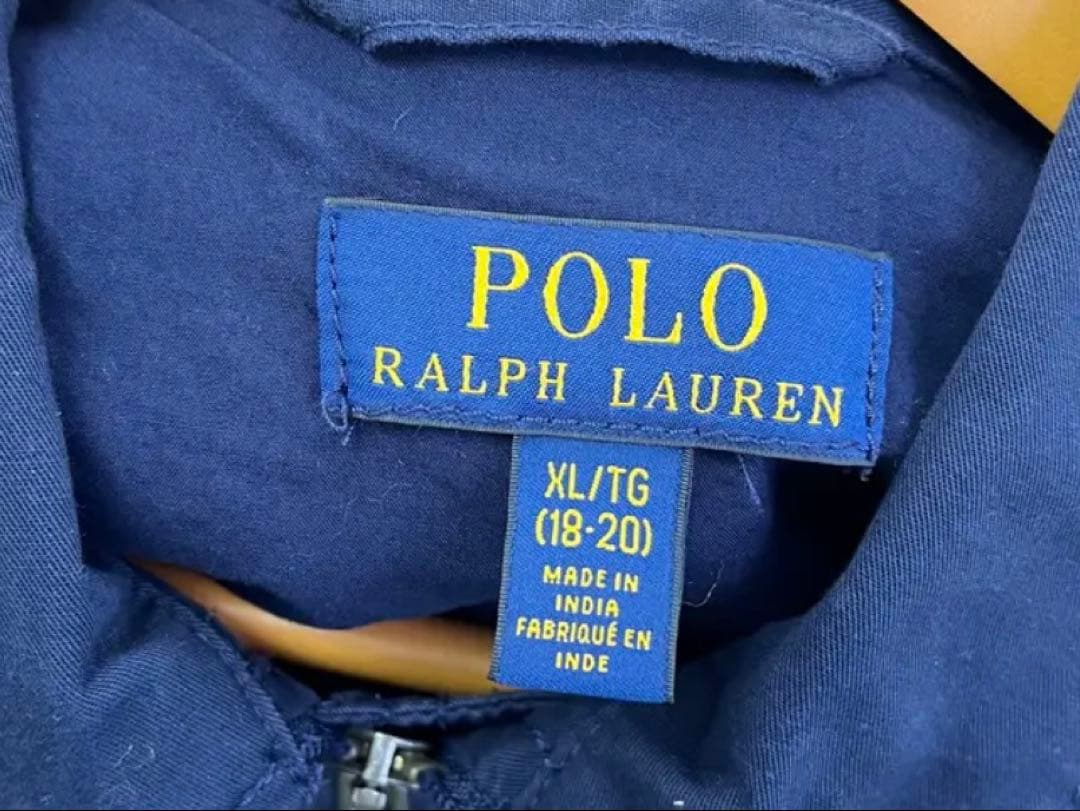 POLO
RALPH LAUREN
XL/TG
(18-20)
MADE IN
INDIA
FABRIQUÉ EN
INDE